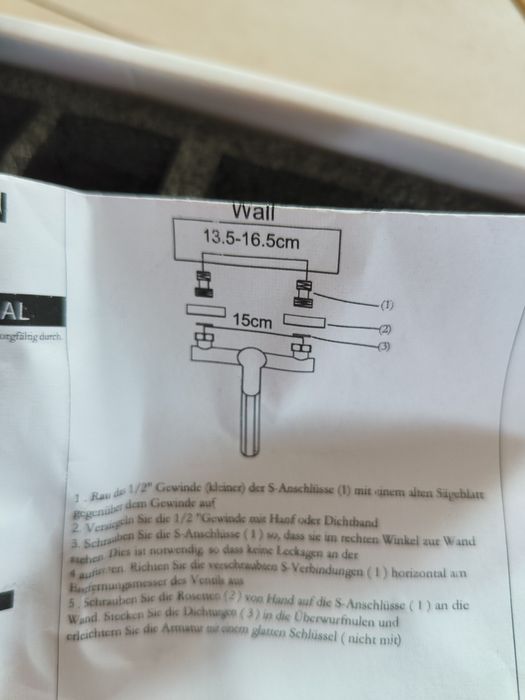 Wall
13.5-16.5cm
(1)
15cm
(2)
(3)
AL
orgfältig durch.
1 . Rau das 1/2" Gewinde (kleiner) der S-Anschlüsse (1) mit einem alten Sägeblatt
gegenüber dem Gewinde auf
2. Versiegeln Sie die 1/2 "Gewinde mit Hanf oder Dichtband
3. Schrauben Sie die S-Anschlüsse ( 1 ) so, dass sie im rechten Winkel zur Wand
stehen. Dies ist notwendig, so dass keine Leckagen an der
4 auftreten. Richten Sie die verschraubten S-Verbindungen ( 1 ) horizontal am
Entfernungsmesser des Ventils aus
5 . Schrauben Sie die Rosetten ( 2 ) von Hand auf die S-Anschlüsse ( 1 ) an die
Wand. Stecken Sie die Dichtungen ( 3 ) in die Überwurfnulen und
erleichtern Sie die Armatur mit einem glatten Schlüssel ( nicht mit)